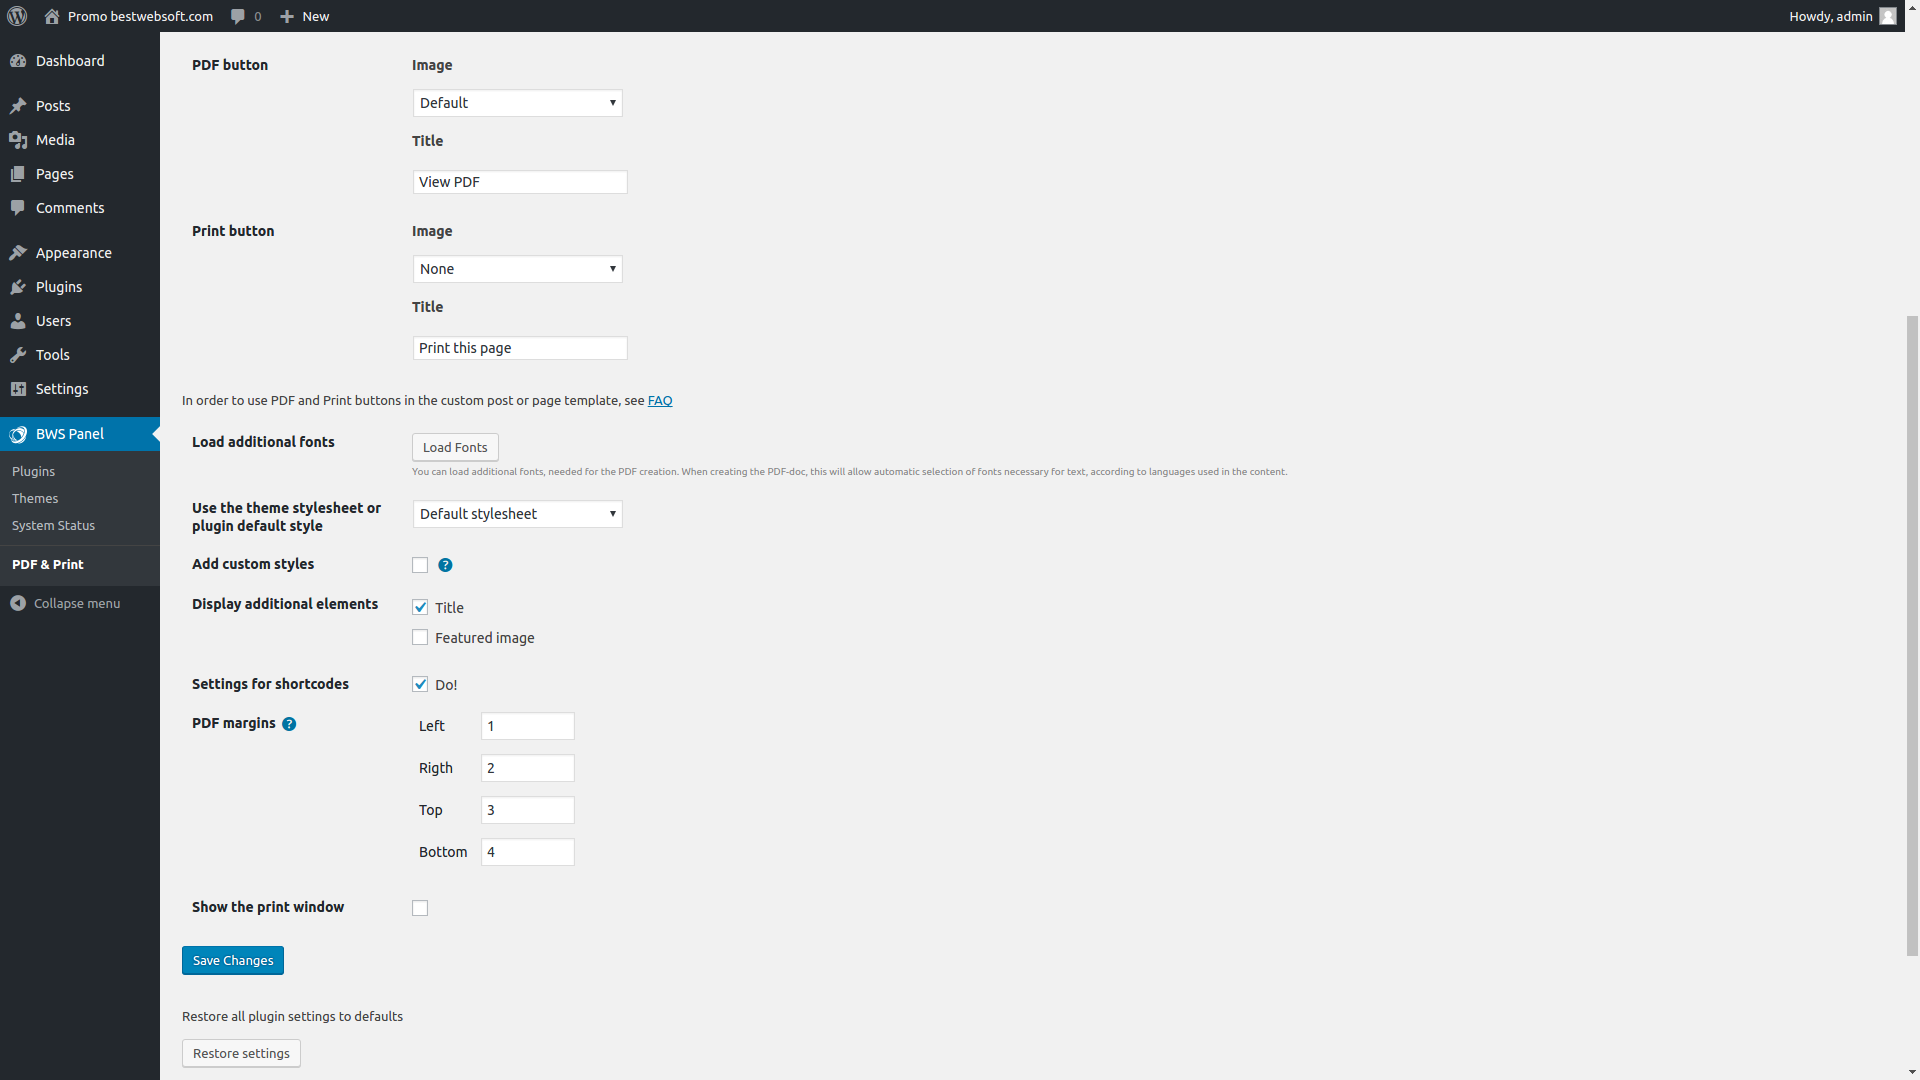 Promo bestwebsoft.com 0 New Howdy, admin
Dashboard
Posts
Media
Pages
Comments
Appearance
Plugins
Users
Tools
Settings
BWS Panel
Plugins
Themes
System Status
PDF & Print
Collapse menu
PDF button Image
Default
Title
View PDF
Print button Image
None
Title
Print this page
In order to use PDF and Print buttons in the custom post or page template, see FAQ
Load additional fonts Load Fonts
You can load additional fonts, needed for the PDF creation. When creating the PDF-doc, this will allow automatic selection of fonts necessary for text, according to languages used in the content.
Use the theme stylesheet or
plugin default style
Default stylesheet
Add custom styles ?
Display additional elements Title
Featured image
Settings for shortcodes Do!
PDF margins ? Left 1
Rigth 2
Top 3
Bottom 4
Show the print window
Save Changes
Restore all plugin settings to defaults
Restore settings